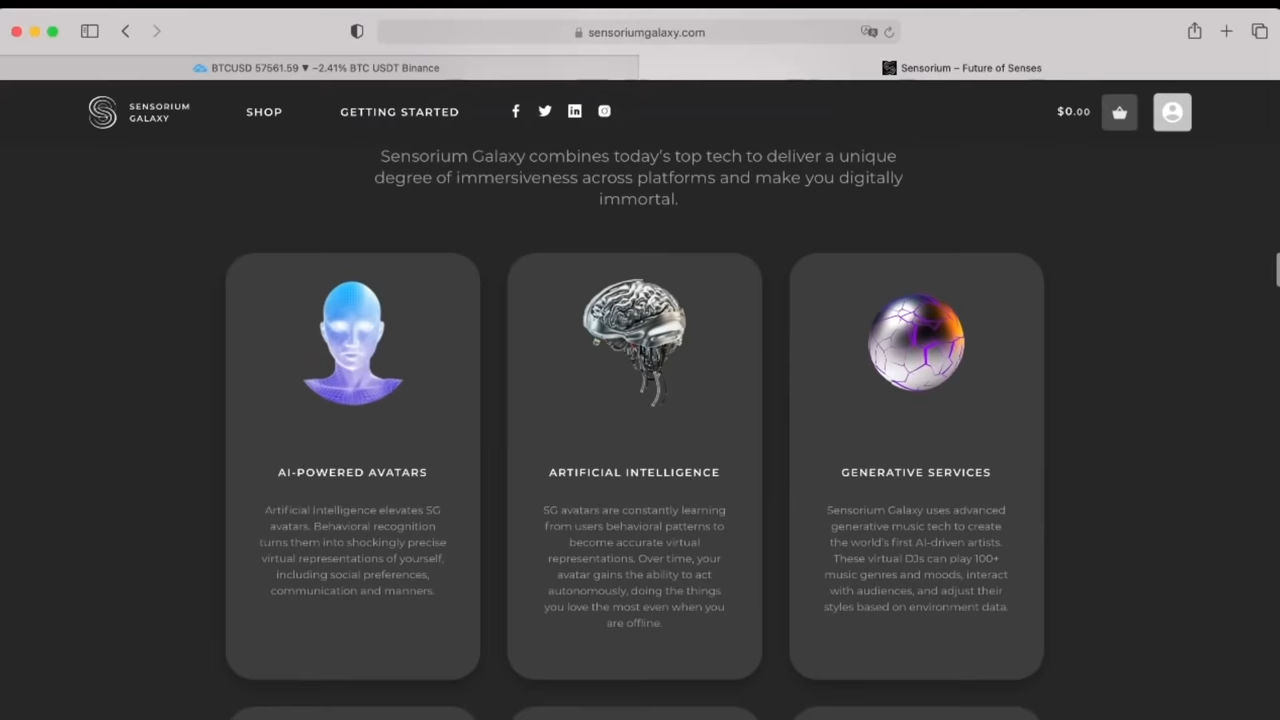 sensoriumgalaxy.com
BTCUSD 57561.59 ▼ −2.41% BTC USDT Binance
Sensorium – Future of Senses
SENSORIUM
GALAXY
SHOP
GETTING STARTED
$0.00
Sensorium Galaxy combines today's top tech to deliver a unique
degree of immersiveness across platforms and make you digitally
immortal.
AI-POWERED AVATARS
Artificial Intelligence elevates SG
avatars. Behavioral recognition
turns them into shockingly precise
virtual representations of yourself,
including social preferences,
communication and manners.
ARTIFICIAL INTELLIGENCE
SG avatars are constantly learning
from users behavioral patterns to
become accurate virtual
representations. Over time, your
avatar gains the ability to act
autonomously, doing the things
you love the most even when you
are offline.
GENERATIVE SERVICES
Sensorium Galaxy uses advanced
generative music tech to create
the world's first AI-driven artists.
These virtual DJs can play 100+
music genres and moods, interact
with audiences, and adjust their
styles based on environment data.